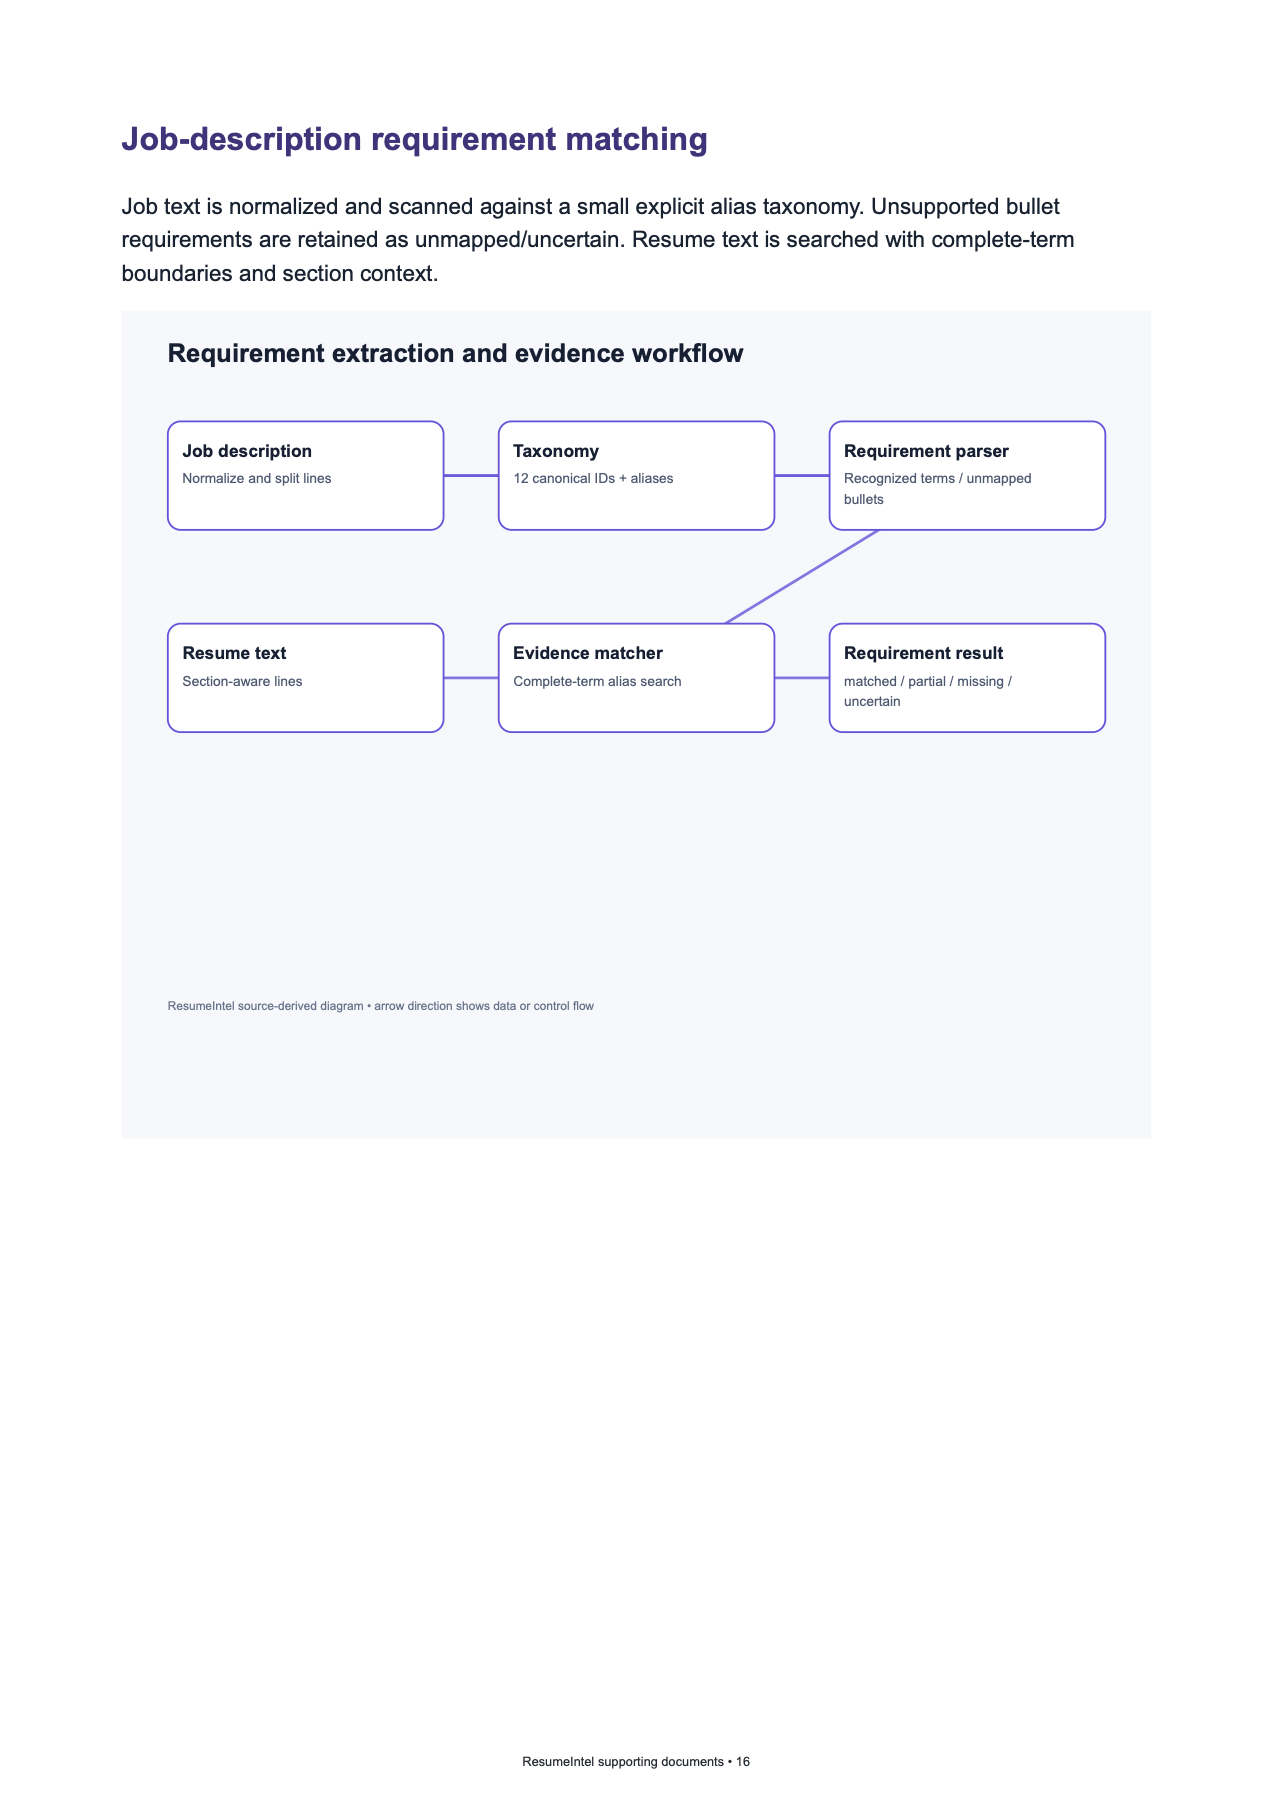 Job-description requirement matching
Job text is normalized and scanned against a small explicit alias taxonomy. Unsupported bullet
requirements are retained as unmapped/uncertain. Resume text is searched with complete-term
boundaries and section context.
Requirement extraction and evidence workflow
Job description
Normalize and split lines
Taxonomy
12 canonical IDs + aliases
Requirement parser
Recognized terms / unmapped
bullets
Resume text
Section-aware lines
Evidence matcher
Complete-term alias search
Requirement result
matched / partial / missing /
uncertain
ResumeIntel source-derived diagram • arrow direction shows data or control flow
ResumeIntel supporting documents • 16